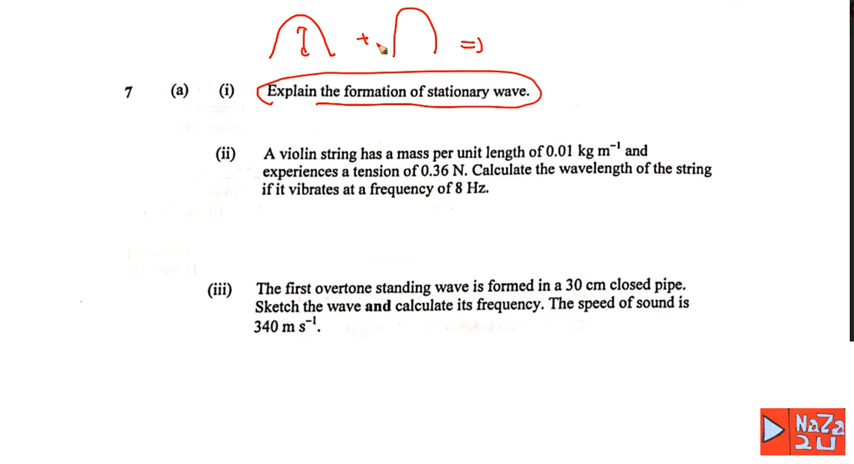 + =>
7 (a) (i) Explain the formation of stationary wave.
(ii) A violin string has a mass per unit length of 0.01 kg m⁻¹ and
experiences a tension of 0.36 N. Calculate the wavelength of the string
if it vibrates at a frequency of 8 Hz.
(iii) The first overtone standing wave is formed in a 30 cm closed pipe.
Sketch the wave and calculate its frequency. The speed of sound is
340 m s⁻¹.
NaZa
2U